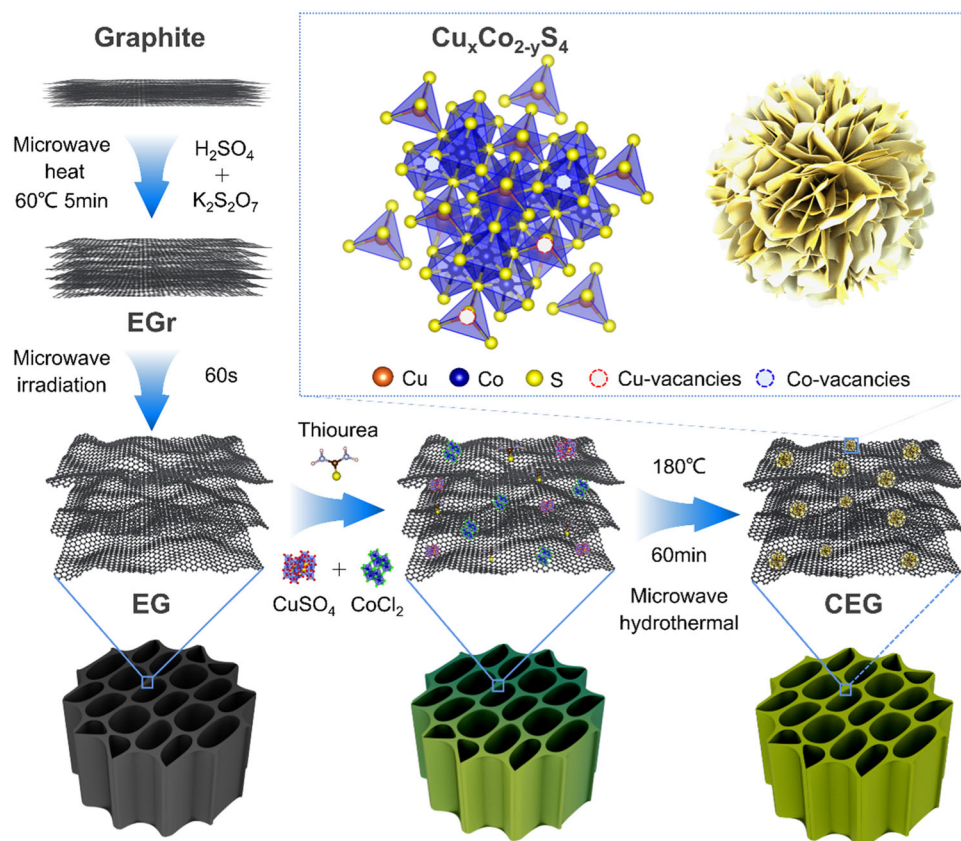 Graphite
Microwave
heat
60℃ 5min
H₂SO₄
+
K₂S₂O₇
EGr
Microwave
irradiation
60s
CuₓCo₂₋ᵧS₄
Cu
Co
S
Cu-vacancies
Co-vacancies
EG
Thiourea
+
CuSO₄
CoCl₂
180℃
60min
Microwave
hydrothermal
CEG